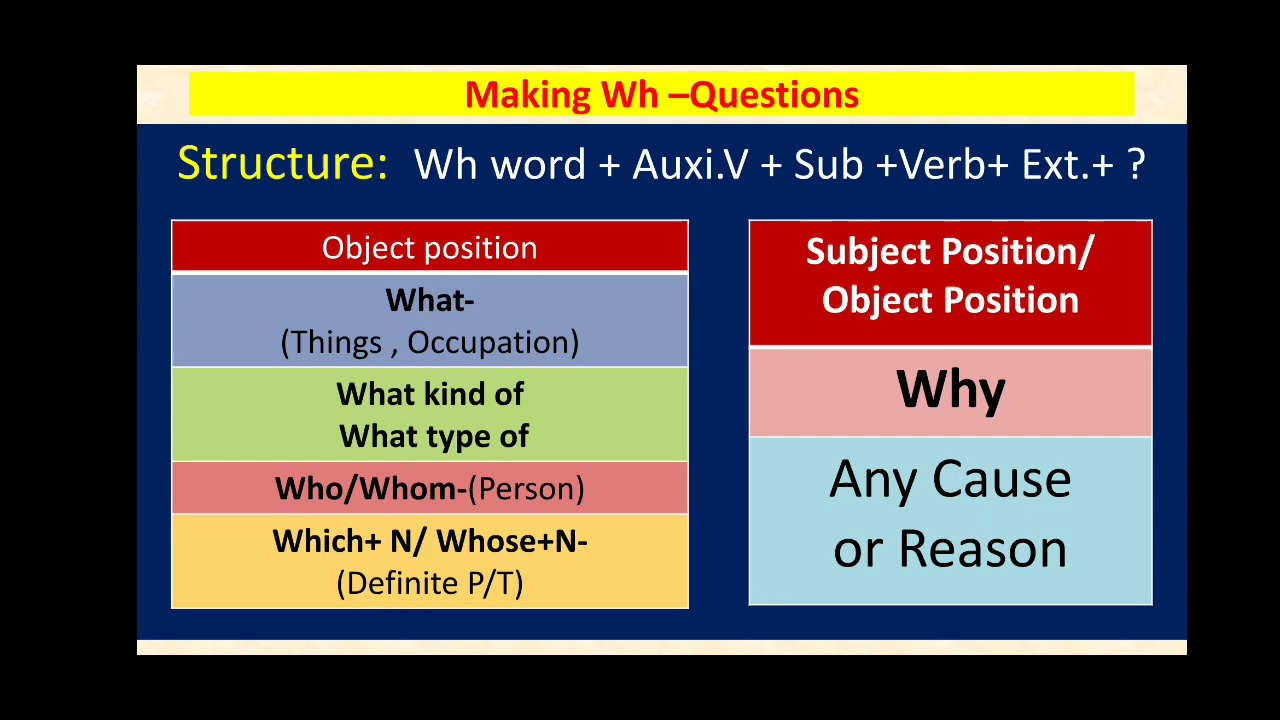 Making Wh –Questions
Structure: Wh word + Auxi.V + Sub +Verb+ Ext.+ ?
Object position
What-
(Things , Occupation)
What kind of
What type of
Who/Whom-(Person)
Which+ N/ Whose+N-
(Definite P/T)
Subject Position/
Object Position
Why
Any Cause
or Reason